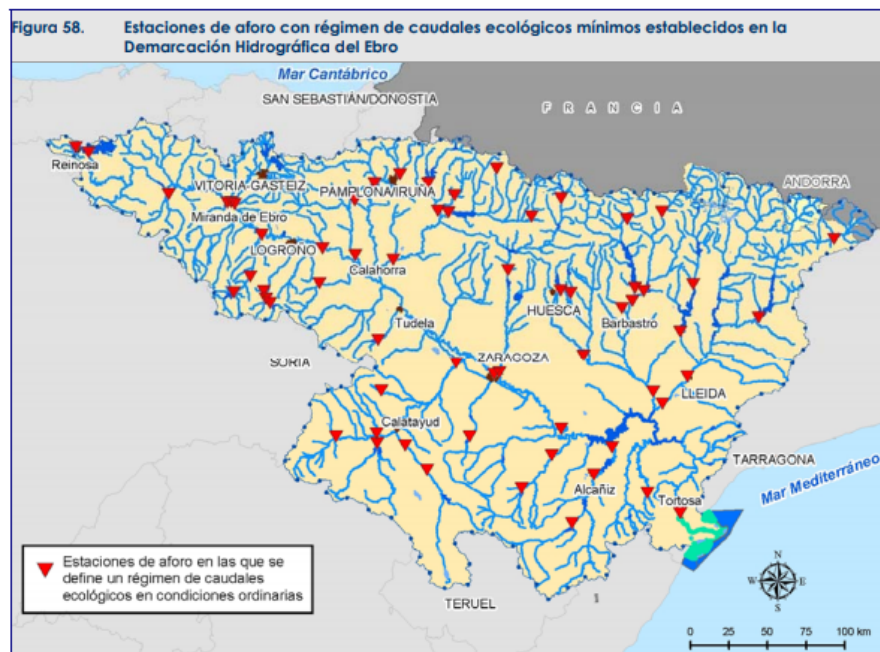 Figura 58. Estaciones de aforo con régimen de caudales ecológicos mínimos establecidos en la
Demarcación Hidrográfica del Ebro
Mar Cantábrico
SAN SEBASTIÁN/DONOSTIA
F R A N C I A
Reinosa
VITORIA-GASTEIZ
PAMPLONA/IRUÑA
ANDORRA
Miranda de Ebro
LOGROÑO
Calahorra
HUESCA
Barbastro
Tudela
SORIA
ZARAGOZA
LLEIDA
Calatayud
TARRAGONA
Mar Mediterráneo
Alcañiz
Tortosa
Estaciones de aforo en las que se
define un régimen de caudales
ecológicos en condiciones ordinarias
TERUEL
N
W E
S
0 25 50 75 100 km